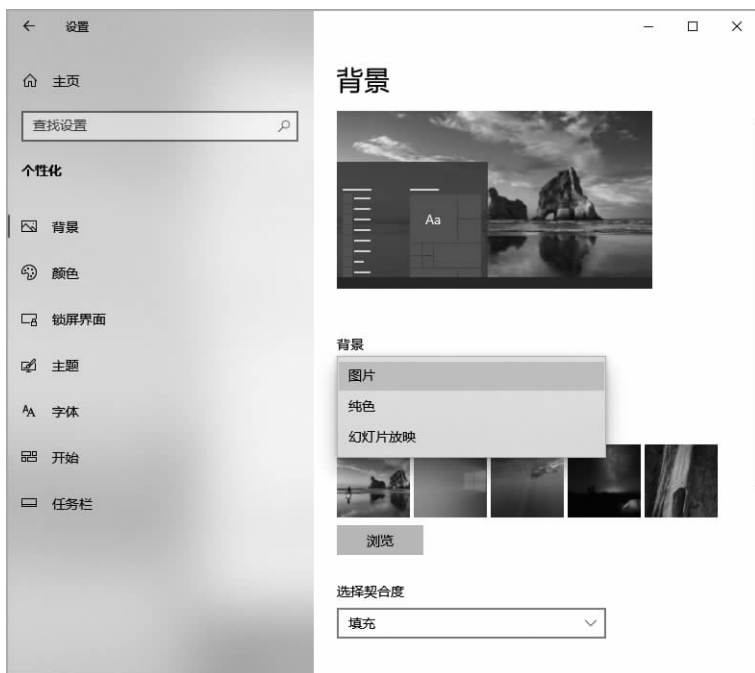 设置
主页
查找设置
个性化
背景
颜色
锁屏界面
主题
字体
开始
任务栏
背景
Aa
背景
图片
纯色
幻灯片放映
浏览
选择契合度
填充